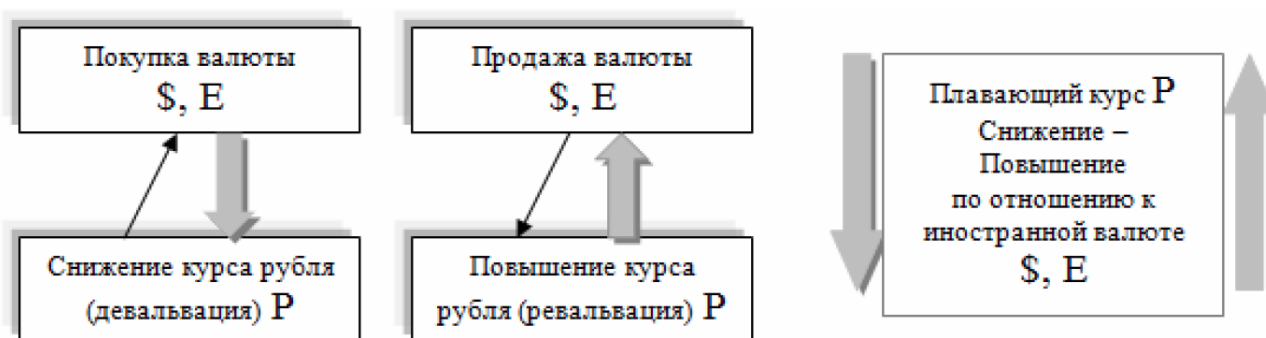 Покупка валюты
$, Е
Продажа валюты
$, Е
Снижение курса рубля
(девальвация) Р
Повышение курса
рубля (ревальвация) Р
Плавающий курс Р
Снижение –
Повышение
по отношению к
иностранной валюте
$, Е